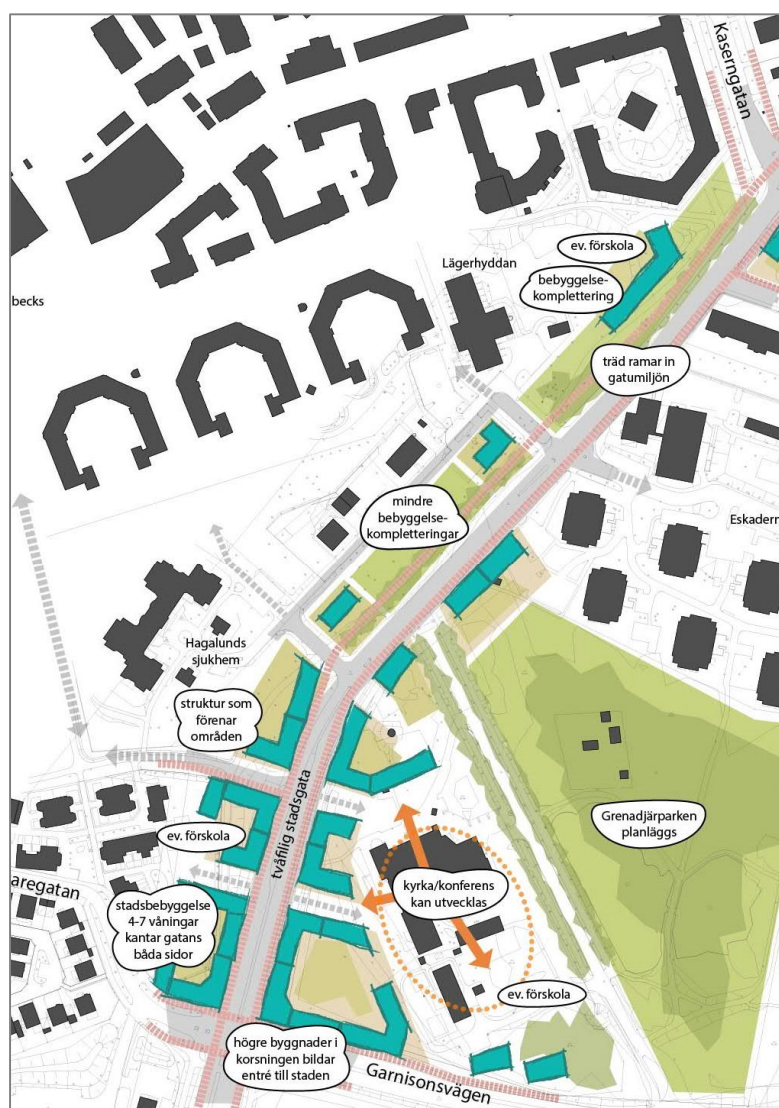 Kaserngatan
ev. förskola
Lägerhyddan
bebyggelse-
komplettering
becks
träd ramar in
gatumiljön
mindre
bebyggelse-
kompletteringar
Eskadern
Hagalunds
sjukhem
struktur som
förenar
områden
tvåfilig stadsgata
Grenadjärparken
planläggs
ev. förskola
kyrka/konferens
kan utvecklas
aregatan
stadsbebyggelse
4-7 våningar
kantar gatans
båda sidor
ev. förskola
högre byggnader i
korsningen bildar
entré till staden
Garnisonsvägen